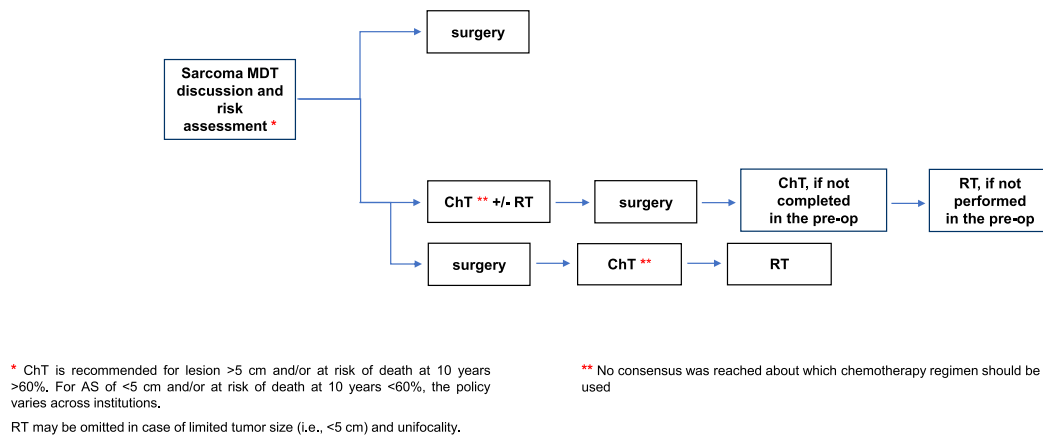 surgery
Sarcoma MDT
discussion and
risk
assessment *
ChT ** +/- RT
surgery
ChT, if not
completed
in the pre-op
RT, if not
performed
in the pre-op
surgery
ChT **
RT
* ChT is recommended for lesion >5 cm and/or at risk of death at 10 years
>60%. For AS of <5 cm and/or at risk of death at 10 years <60%, the policy
varies across institutions.
RT may be omitted in case of limited tumor size (i.e., <5 cm) and unifocality.
** No consensus was reached about which chemotherapy regimen should be
used